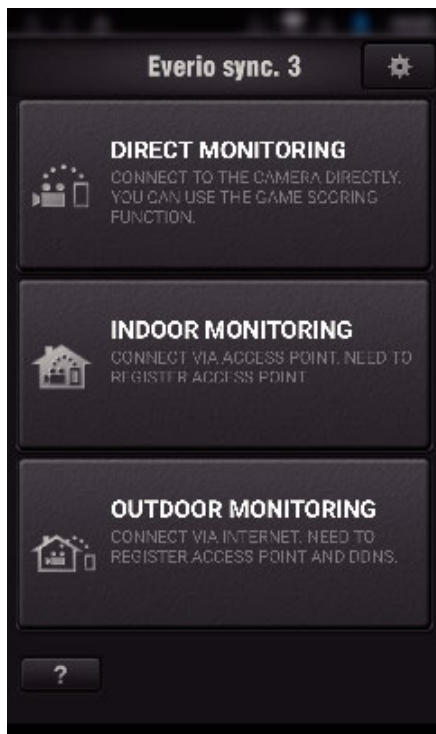 Everio sync. 3
DIRECT MONITORING
CONNECT TO THE CAMERA DIRECTLY.
YOU CAN USE THE GAME SCORING
FUNCTION.
INDOOR MONITORING
CONNECT VIA ACCESS POINT. NEED TO
REGISTER ACCESS POINT.
OUTDOOR MONITORING
CONNECT VIA INTERNET. NEED TO
REGISTER ACCESS POINT AND DDNS.
?